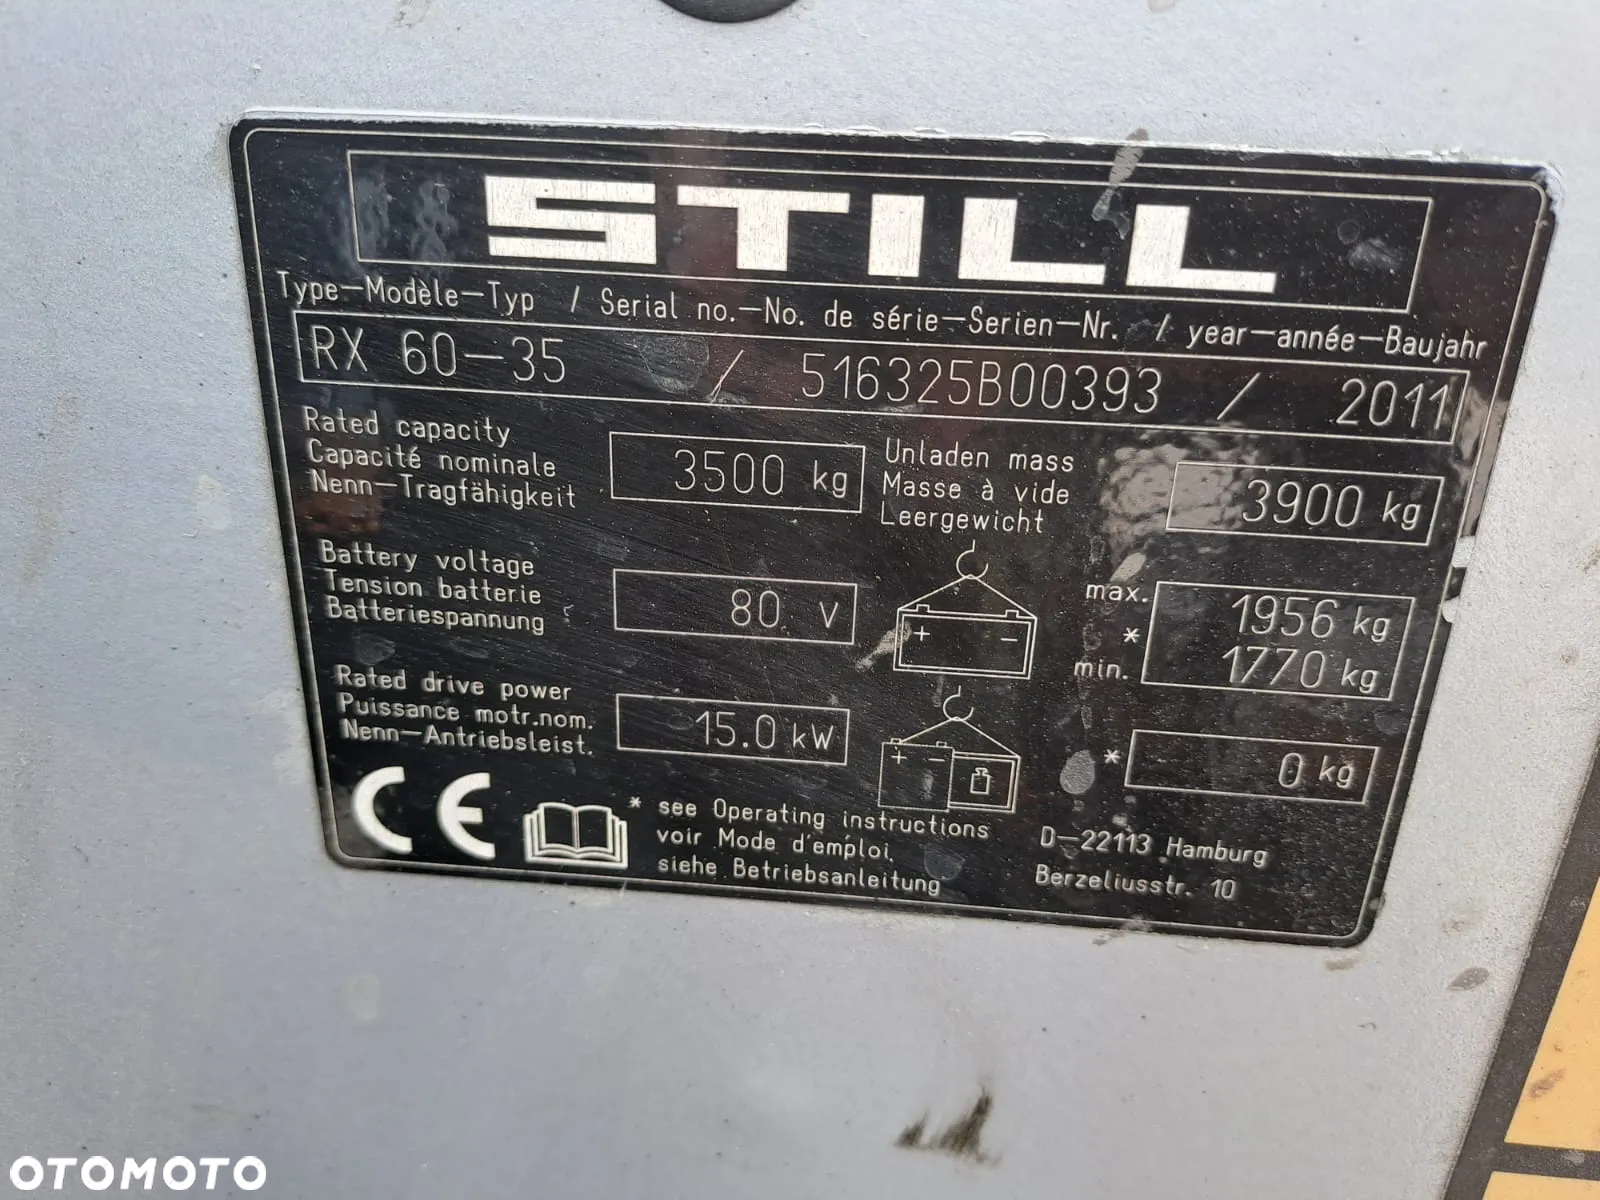 STILL
Type-Modèle-Typ / Serial no.-No. de série-Serien-Nr. / year-année-Baujahr
RX 60-35 / 516325B00393 / 2011
Rated capacity
Capacité nominale
Nenn-Tragfähigkeit
3500 kg
Unladen mass
Masse à vide
Leergewicht
3900 kg
Battery voltage
Tension batterie
Batteriespannung
80 V
+ -
max.
*
min.
1956 kg
1770 kg
Rated drive power
Puissance motr.nom.
Nenn-Antriebsleist.
15.0 kW
+ -
* 0 kg
CE
* see Operating instructions
voir Mode d'emploi.
siehe Betriebsanleitung
D-22113 Hamburg
Berzeliusstr. 10
OTOMOTO